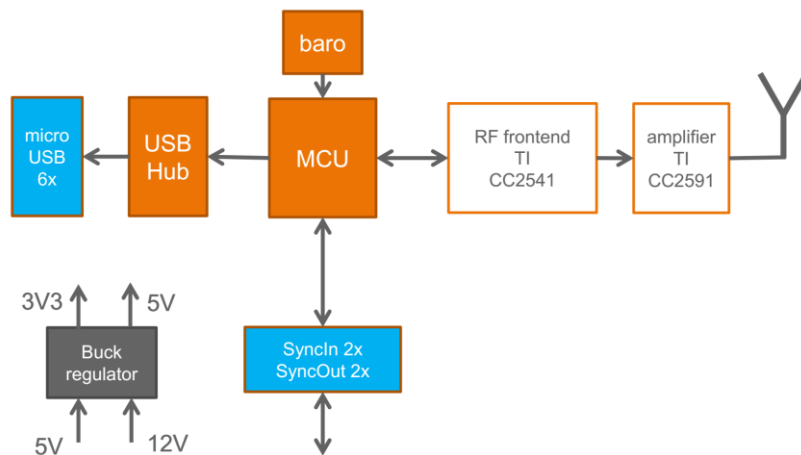 baro
micro
USB
6x
USB
Hub
MCU
RF frontend
TI
CC2541
amplifier
TI
CC2591
3V3
5V
Buck
regulator
5V
12V
SyncIn 2x
SyncOut 2x